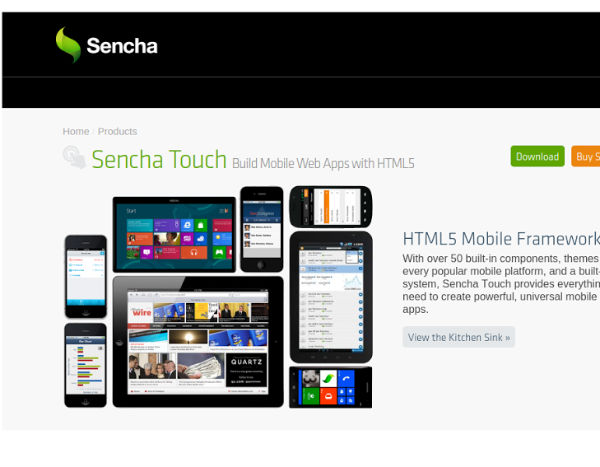 Sencha
Home / Products
Sencha Touch Build Mobile Web Apps with HTML5
Download
Buy S
Start
wire
QUARTZ
HTML5 Mobile Framework
With over 50 built-in components, themes
every popular mobile platform, and a built-
system, Sencha Touch provides everythin
need to create powerful, universal mobile
apps.
View the Kitchen Sink »